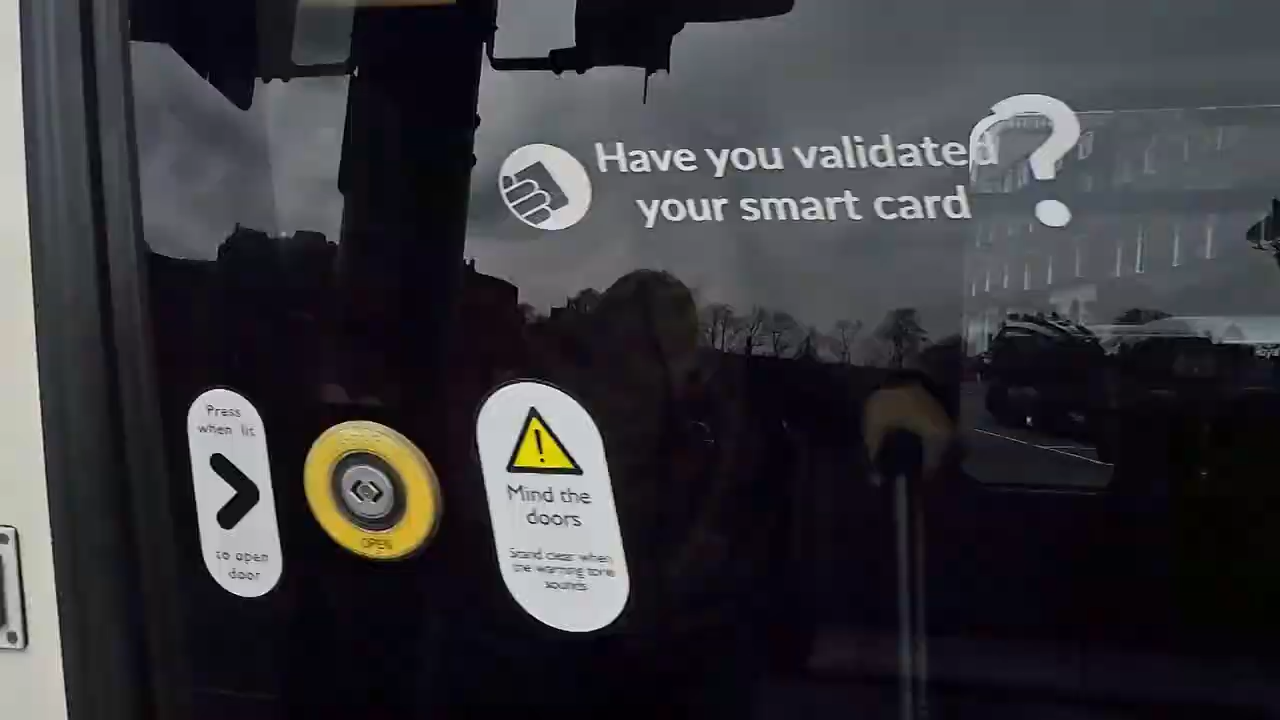 Have you validated
your smart card ?
Press
when lit
to open
door
OPEN
!
Mind the
doors
Stand clear when
the warning tone
sounds